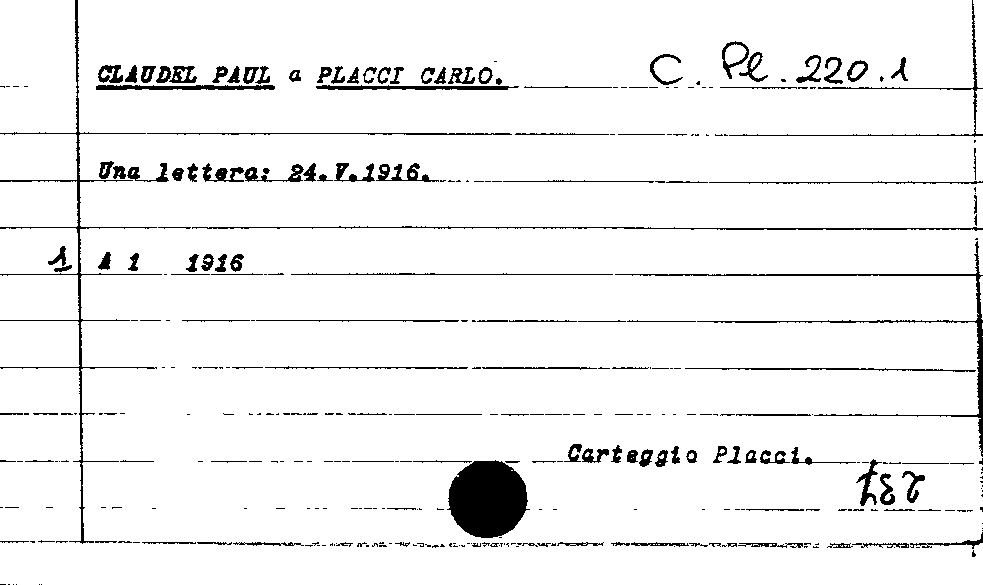 CLAUDEL PAUL a PLACCI CARLO. C. Pl. 220.1
Una lettera: 24.V.1916.
1 A 1 1916
Carteggio Placci.